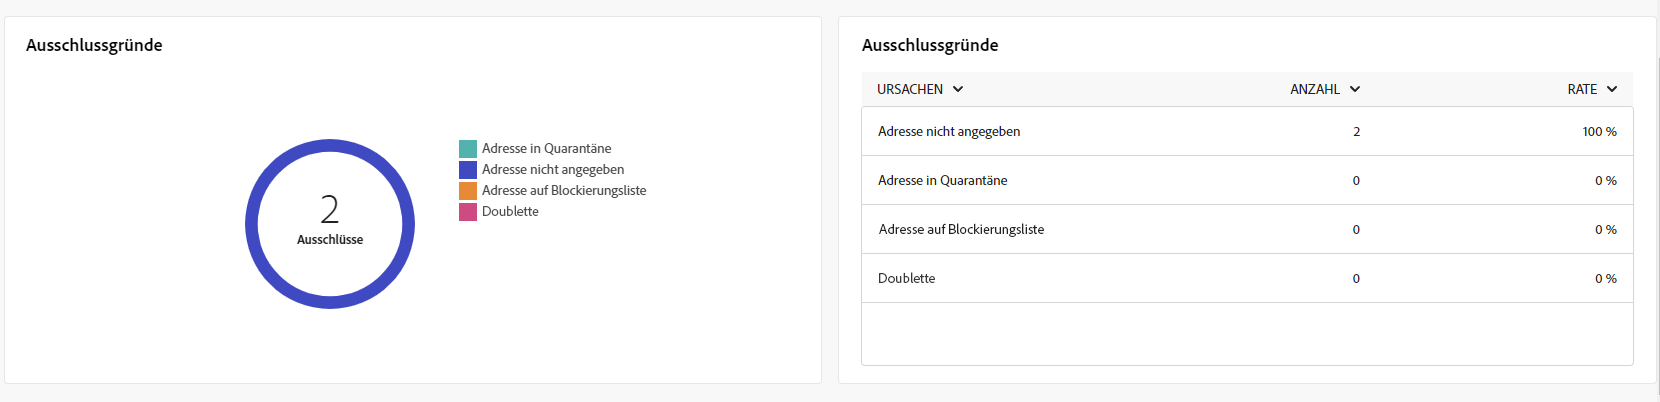 Ausschlussgründe
2
Ausschlüsse
Adresse in Quarantäne
Adresse nicht angegeben
Adresse auf Blockierungsliste
Doublette
Ausschlussgründe
URSACHEN ANZAHL RATE
Adresse nicht angegeben 2 100 %
Adresse in Quarantäne 0 0 %
Adresse auf Blockierungsliste 0 0 %
Doublette 0 0 %